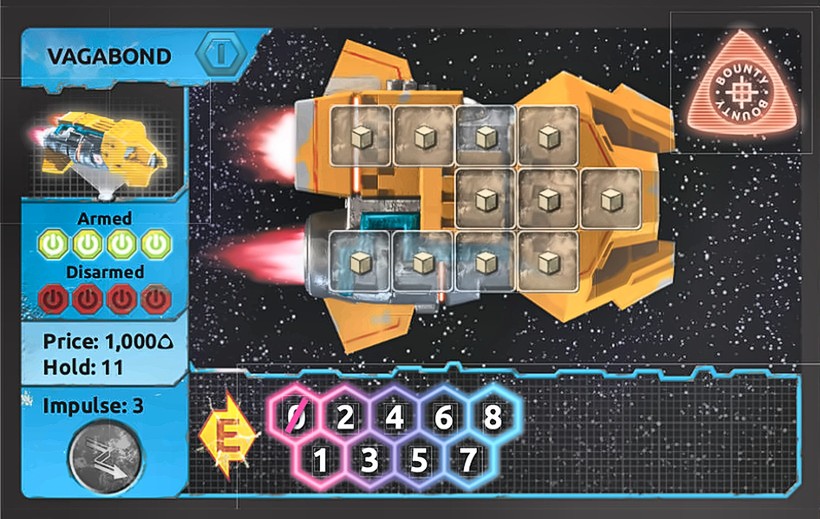 VAGABOND
I
BOUNTY
BOUNTY
Armed
Disarmed
Price: 1,000
Hold: 11
Impulse: 3
E
0 2 4 6 8
1 3 5 7